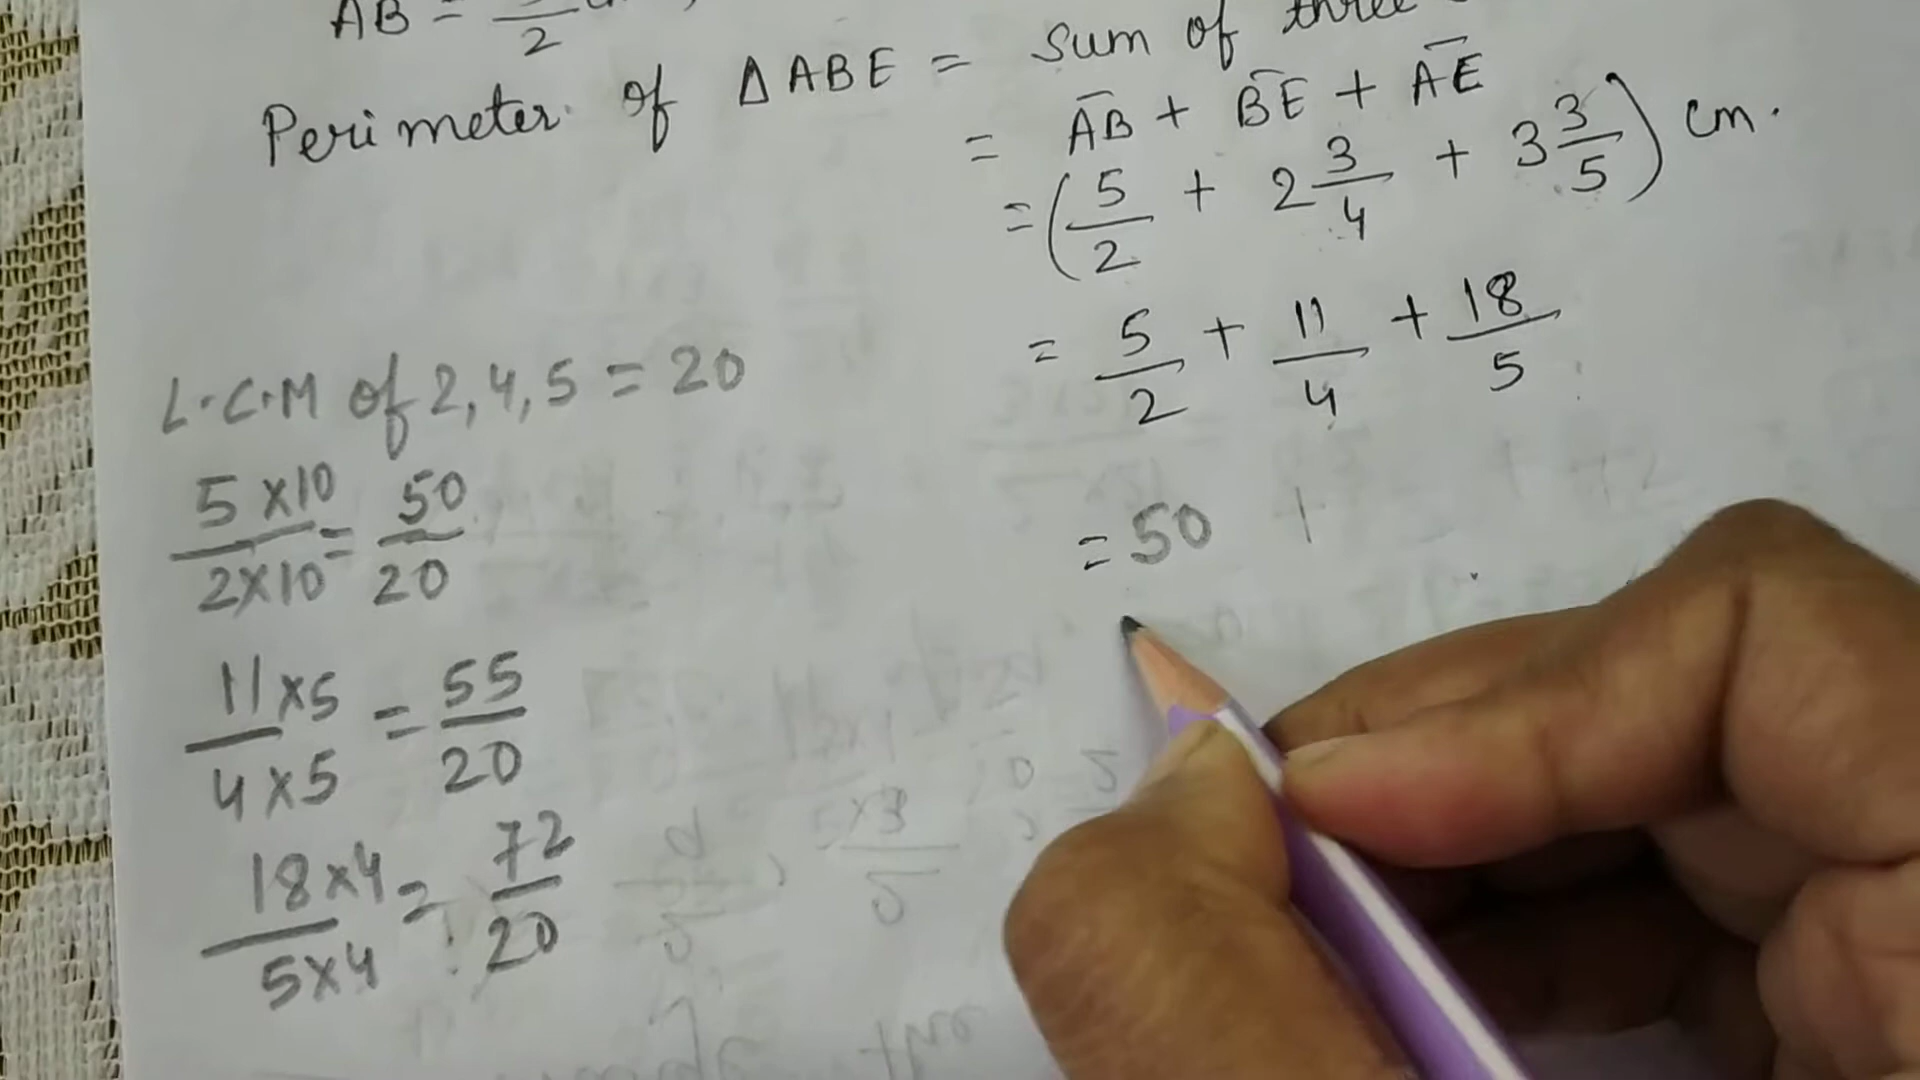 AB = /2
Perimeter of ΔABE = Sum of three
= AB + BE + AE
= (5/2 + 2 3/4 + 3 3/5) cm.
= 5/2 + 11/4 + 18/5
= 50 +
L.C.M of 2, 4, 5 = 20
5×10/2×10 = 50/20
11×5/4×5 = 55/20
18×4/5×4 = 72/20